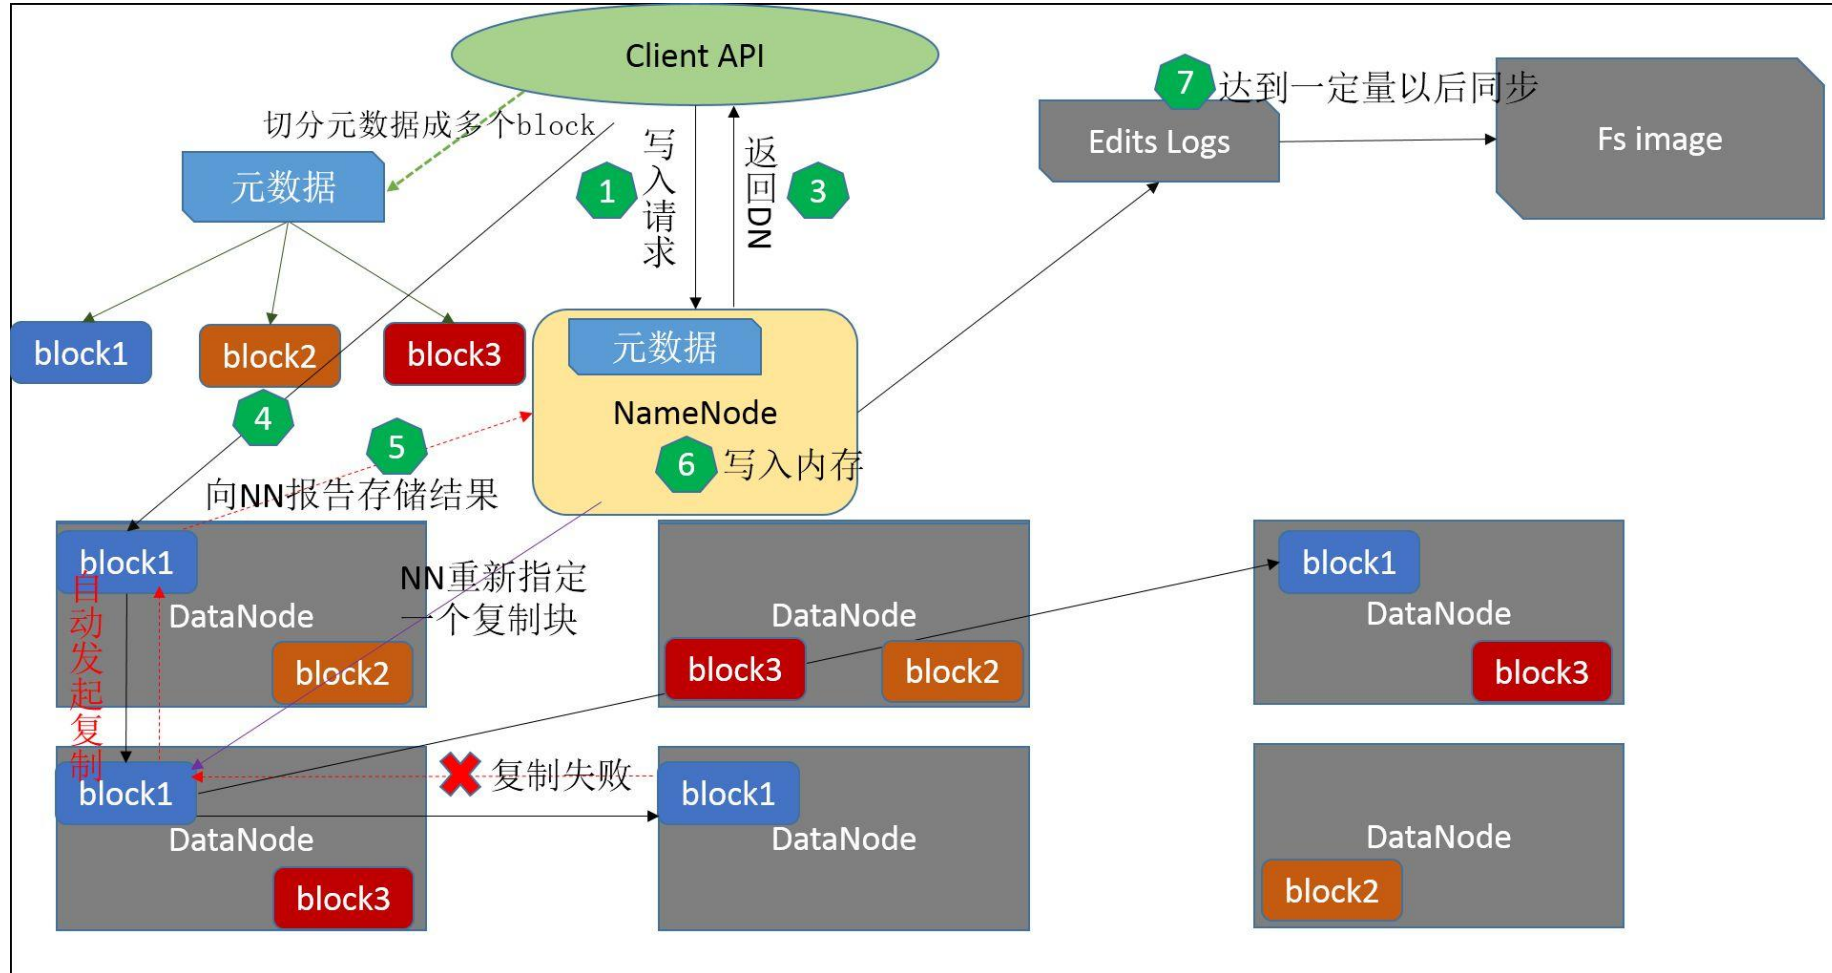 Client API
7
达到一定量以后同步
切分元数据成多个block
Edits Logs
Fs image
元数据
1
写入请求
返回DN
3
block1
block2
block3
元数据
NameNode
4
5
6
写入内存
向NN报告存储结果
block1
DataNode
block2
自动发起复制
NN重新指定
一个复制块
DataNode
block3
block2
block1
DataNode
block3
block1
DataNode
block3
复制失败
block1
DataNode
DataNode
block2